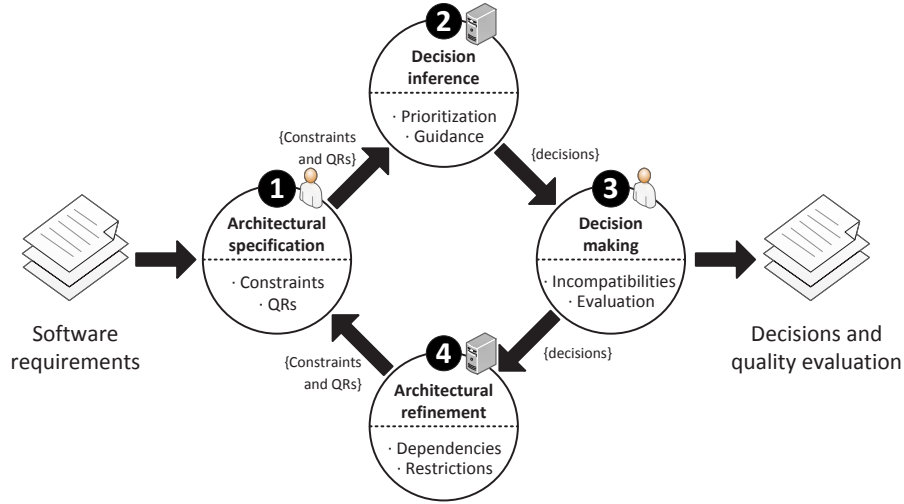 2
Decision
inference
· Prioritization
· Guidance
{Constraints
and QRs}
{decisions}
1
Architectural
specification
· Constraints
· QRs
3
Decision
making
· Incompatibilities
· Evaluation
Software
requirements
Decisions and
quality evaluation
{Constraints
and QRs}
{decisions}
4
Architectural
refinement
· Dependencies
· Restrictions